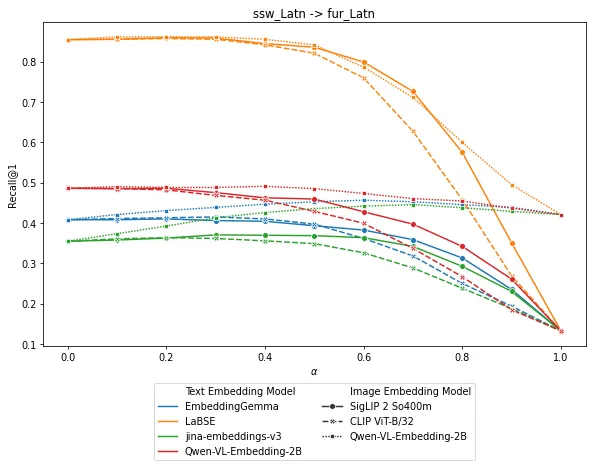 ssw_Latn -> fur_Latn
Recall@1
0.8
0.7
0.6
0.5
0.4
0.3
0.2
0.1
0.0 0.2 0.4 0.6 0.8 1.0
α
Text Embedding Model Image Embedding Model
EmbeddingGemma SigLIP 2 So400m
LaBSE CLIP ViT-B/32
jina-embeddings-v3 Qwen-VL-Embedding-2B
Qwen-VL-Embedding-2B